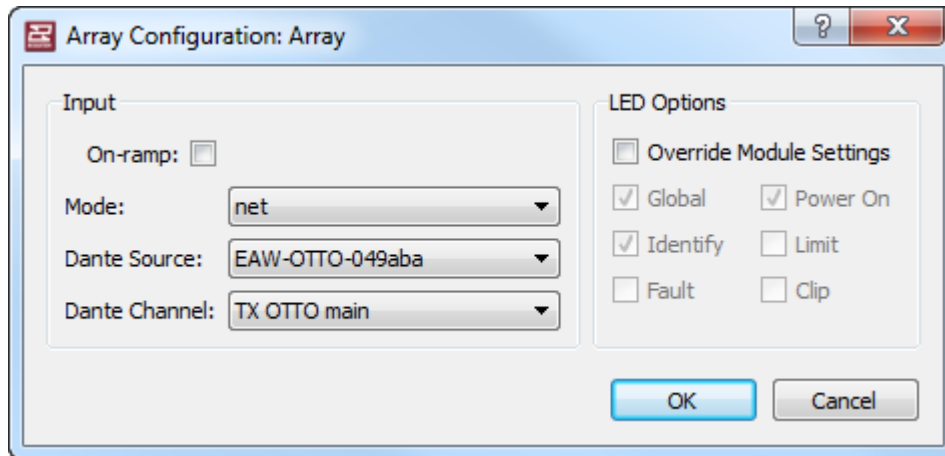 Array Configuration: Array
?
Input
On-ramp:
Mode:
net
Dante Source:
EAW-OTTO-049aba
Dante Channel:
TX OTTO main
LED Options
Override Module Settings
Global
Power On
Identify
Limit
Fault
Clip
OK
Cancel